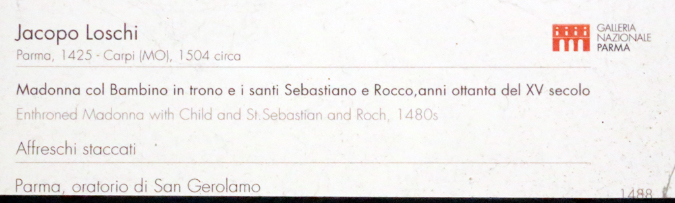 Jacopo Loschi
Parma, 1425 - Carpi (MO), 1504 circa
GALLERIA
NAZIONALE
PARMA
Madonna col Bambino in trono e i santi Sebastiano e Rocco,anni ottanta del XV secolo
Enthroned Madonna with Child and St.Sebastian and Roch, 1480s
Affreschi staccati
Parma, oratorio di San Gerolamo
1488